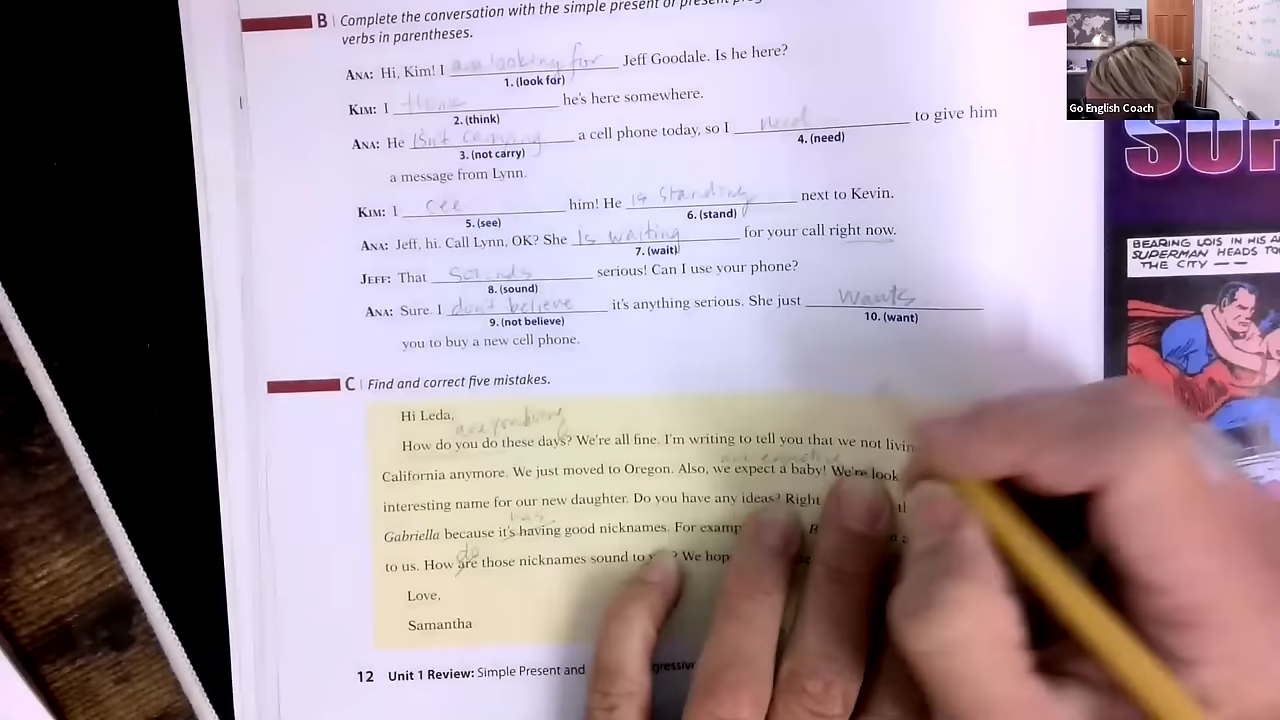 B Complete the conversation with the simple present or present
verbs in parentheses.
ANA: Hi, Kim! I am looking for Jeff Goodale. Is he here?
1. (look for)
KIM: I think he's here somewhere.
2. (think)
ANA: He isn't carrying a cell phone today, so I need to give him
3. (not carry) 4. (need)
a message from Lynn.
KIM: I see him! He is standing next to Kevin.
5. (see) 6. (stand)
ANA: Jeff, hi. Call Lynn, OK? She is waiting for your call right now.
7. (wait)
JEFF: That sounds serious! Can I use your phone?
8. (sound)
ANA: Sure. I don't believe it's anything serious. She just wants
9. (not believe) 10. (want)
you to buy a new cell phone.
C Find and correct five mistakes.
Hi Leda,
are you doing
How do you do these days? We're all fine. I'm writing to tell you that we not livin
are expecting
California anymore. We just moved to Oregon. Also, we expect a baby! We're look
interesting name for our new daughter. Do you have any ideas? Right
has
Gabriella because it's having good nicknames. For examp
do
to us. How are those nicknames sound to We hop
Love,
Samantha
12 Unit 1 Review: Simple Present and gressive
Go English Coach
SUP
BEARING LOIS IN HIS
SUPERMAN HEADS TO
THE CITY — —